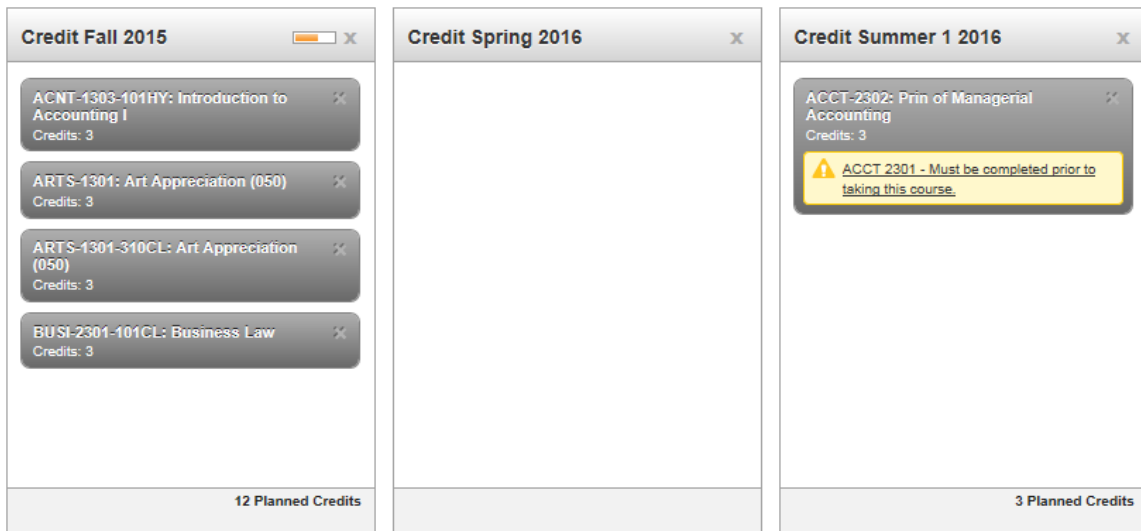 Credit Fall 2015
ACNT-1303-101HY: Introduction to
Accounting I
Credits: 3
ARTS-1301: Art Appreciation (050)
Credits: 3
ARTS-1301-310CL: Art Appreciation
(050)
Credits: 3
BUSI-2301-101CL: Business Law
Credits: 3
12 Planned Credits
Credit Spring 2016
Credit Summer 1 2016
ACCT-2302: Prin of Managerial
Accounting
Credits: 3
ACCT 2301 - Must be completed prior to
taking this course.
3 Planned Credits